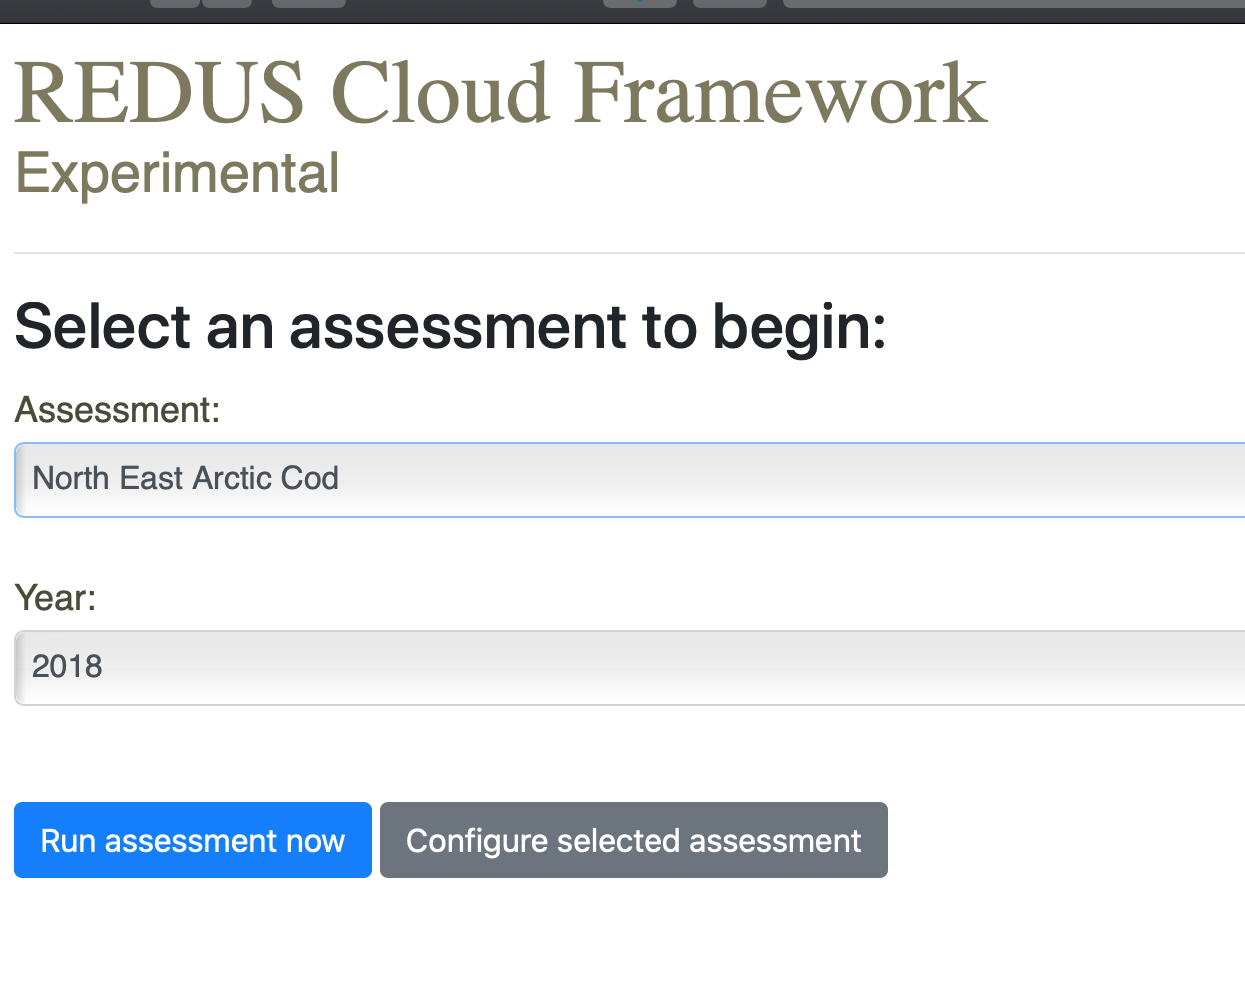 REDUS Cloud Framework
Experimental
Select an assessment to begin:
Assessment:
North East Arctic Cod
Year:
2018
Run assessment now
Configure selected assessment